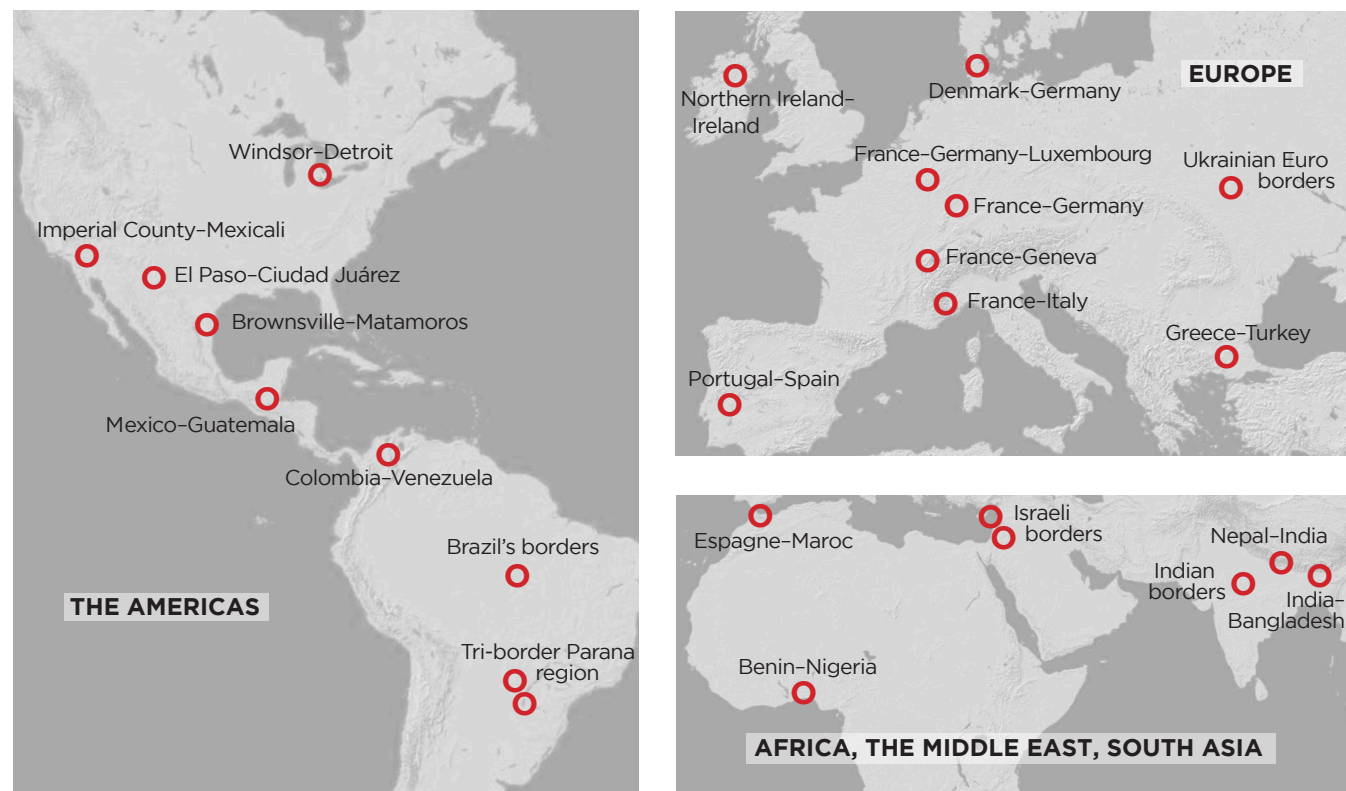 Windsor–Detroit
Imperial County–Mexicali
El Paso–Ciudad Juárez
Brownsville–Matamoros
Mexico–Guatemala
Colombia–Venezuela
Brazil's borders
THE AMERICAS
Tri-border Parana
region
EUROPE
Northern Ireland–
Ireland
Denmark–Germany
France–Germany–Luxembourg
Ukrainian Euro
borders
France–Germany
France-Geneva
France–Italy
Greece–Turkey
Portugal–Spain
Espagne–Maroc
Israeli
borders
Nepal–India
Indian
borders
India–
Bangladesh
Benin–Nigeria
AFRICA, THE MIDDLE EAST, SOUTH ASIA